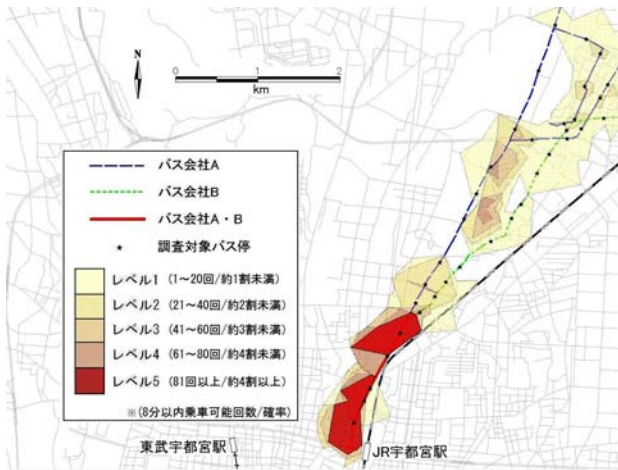 N
0 1 2
km
バス会社A
バス会社B
バス会社A・B
調査対象バス停
レベル1 (1～20回/約1割未満)
レベル2 (21～40回/約2割未満)
レベル3 (41～60回/約3割未満)
レベル4 (61～80回/約4割未満)
レベル5 (81回以上/約4割以上)
※(8分以内乗車可能回数/確率)
東武宇都宮駅
JR宇都宮駅